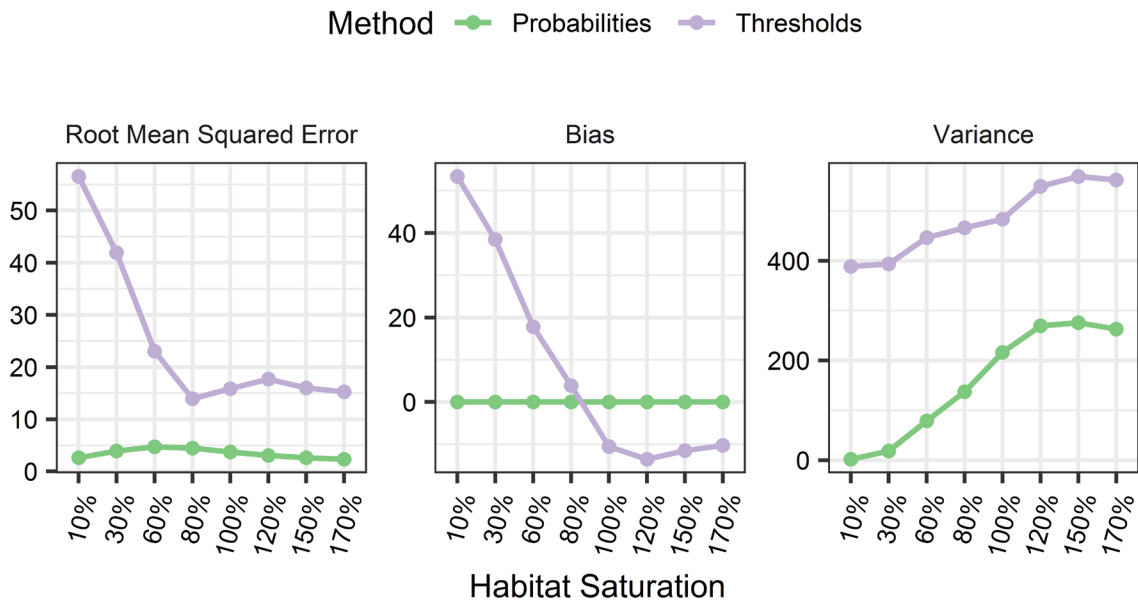 Method Probabilities Thresholds
Root Mean Squared Error
Bias
Variance
50
40
30
20
10
0
40
20
0
400
200
0
10% 30% 60% 80% 100% 120% 150% 170%
10% 30% 60% 80% 100% 120% 150% 170%
10% 30% 60% 80% 100% 120% 150% 170%
Habitat Saturation